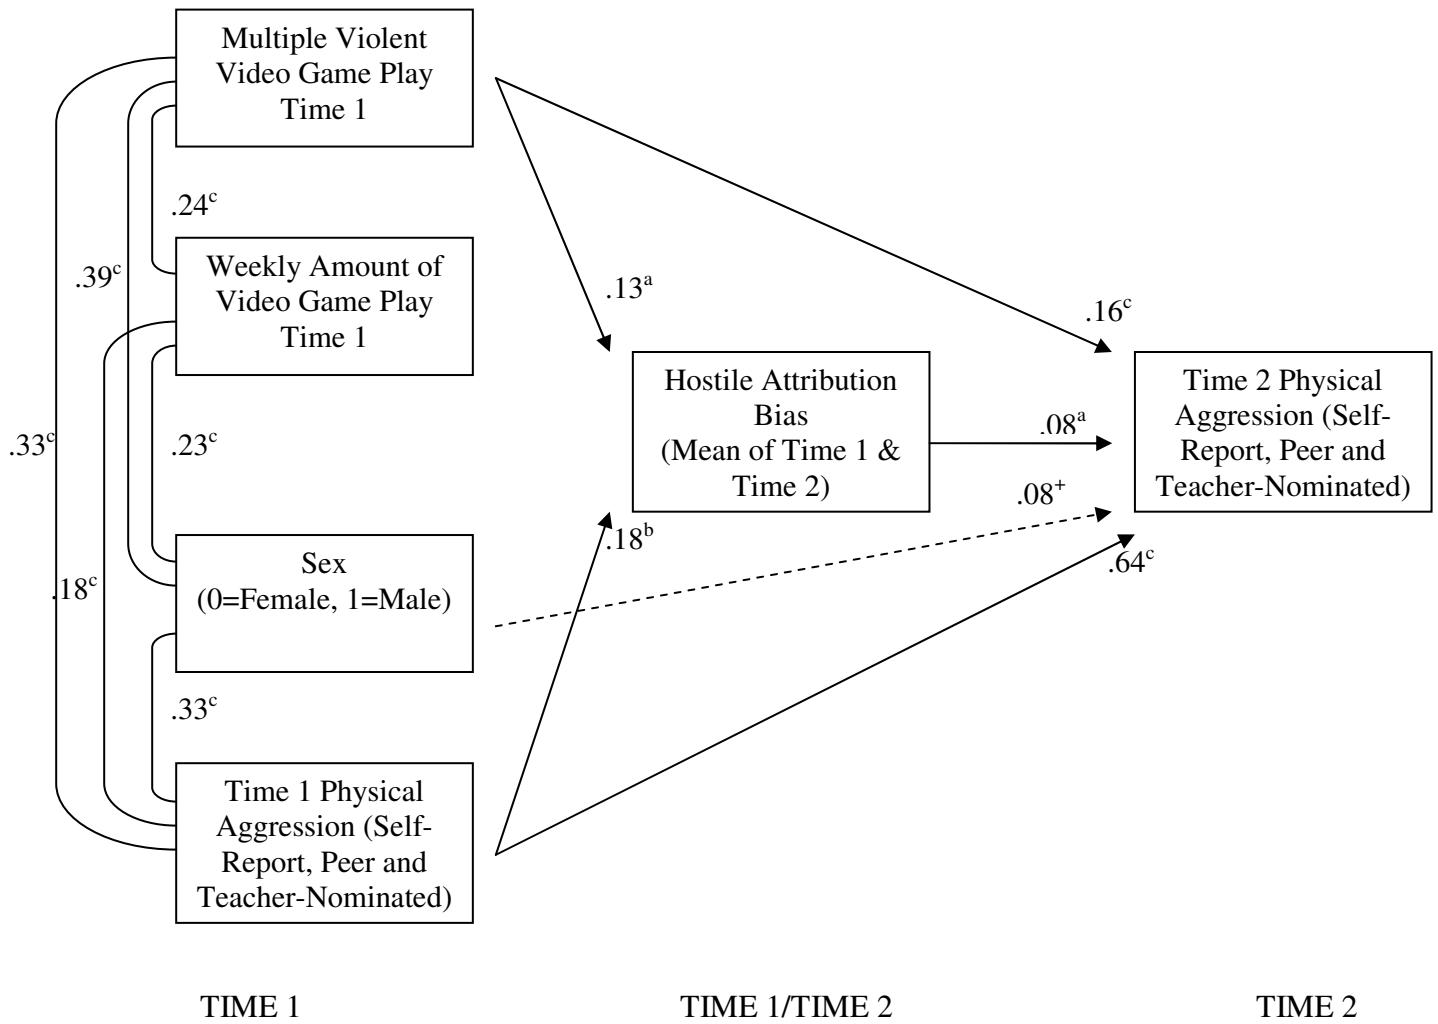 Multiple Violent
Video Game Play
Time 1
.24ᶜ
.39ᶜ
Weekly Amount of
Video Game Play
Time 1
.13ᵃ
.16ᶜ
Hostile Attribution
Bias
(Mean of Time 1 &
Time 2)
Time 2 Physical
Aggression (Self-
Report, Peer and
Teacher-Nominated)
.33ᶜ
.23ᶜ
.08ᵃ
.08⁺
.18ᵇ
.64ᶜ
.18ᶜ
Sex
(0=Female, 1=Male)
.33ᶜ
Time 1 Physical
Aggression (Self-
Report, Peer and
Teacher-Nominated)
TIME 1
TIME 1/TIME 2
TIME 2